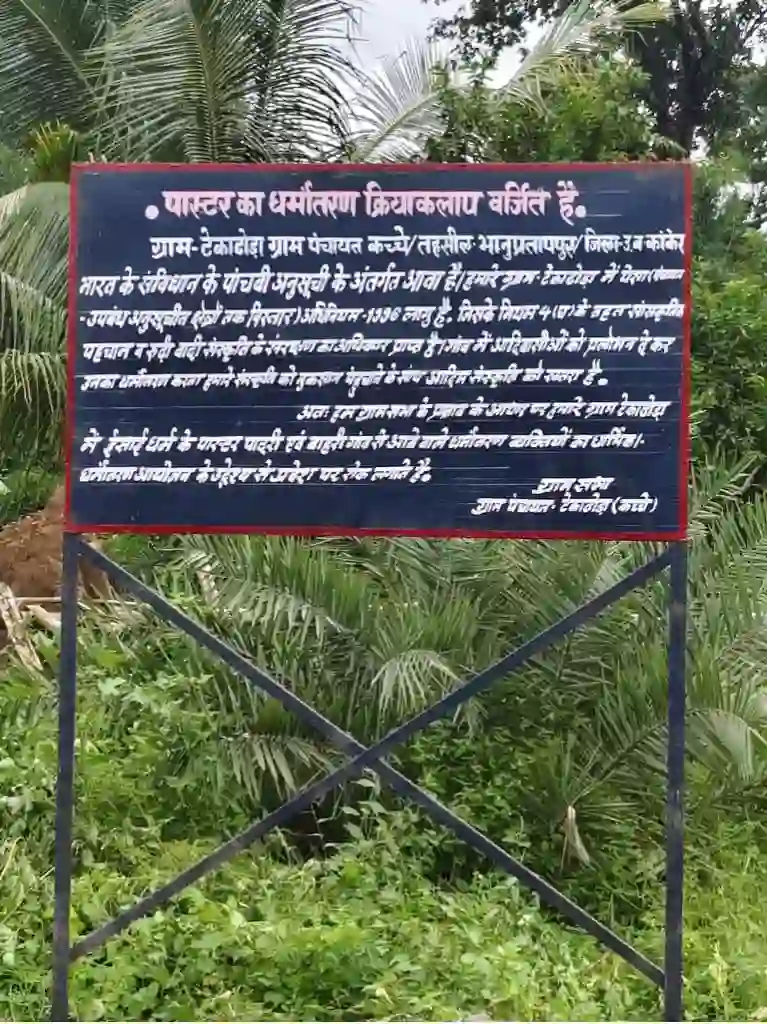 • पास्टर का धर्मांतरण क्रियाकलाप वर्जित है.
ग्राम- टेकाढोडा ग्राम पंचायत कच्चे/तहसील- भानुप्रतापपुर/ जिला- उ.ब कांकेर
भारत के संविधान के पांचवी अनुसूची के अंतर्गत आता है। हमारे ग्राम- टेकाढोडा में पेसा (पंचायत
- उपबंध अनुसूचीत क्षेत्रों तक विस्तार) अधिनियम -1996 लागू है. जिसके नियम 4(घ) के तहत सांस्कृतिक
पहचान व रुढ़ी वादी संस्कृति के संरक्षण का अधिकार प्राप्त है। गांव में आदिवासीओं को प्रलोभन दे कर
उनका धर्मांतरण करना हमारे संस्कृति को नुकसान पंहुचाने के साथ आदिम संस्कृति को खतरा है.
अतः हम ग्रामसभा के प्रस्ताव के आधार पर हमारे ग्राम टेकाढोडा
में ईसाई धर्म के पास्टर पादरी एवं बाहरी गांव से आने वाले धर्मांतरण व्यक्तियों का धार्मिक।-
धर्मांतरण आयोजन के उद्देश्य से प्रवेश पर रोक लगाते है.
ग्राम सभा
ग्राम पंचायत- टेकाढोडा (कच्चे)